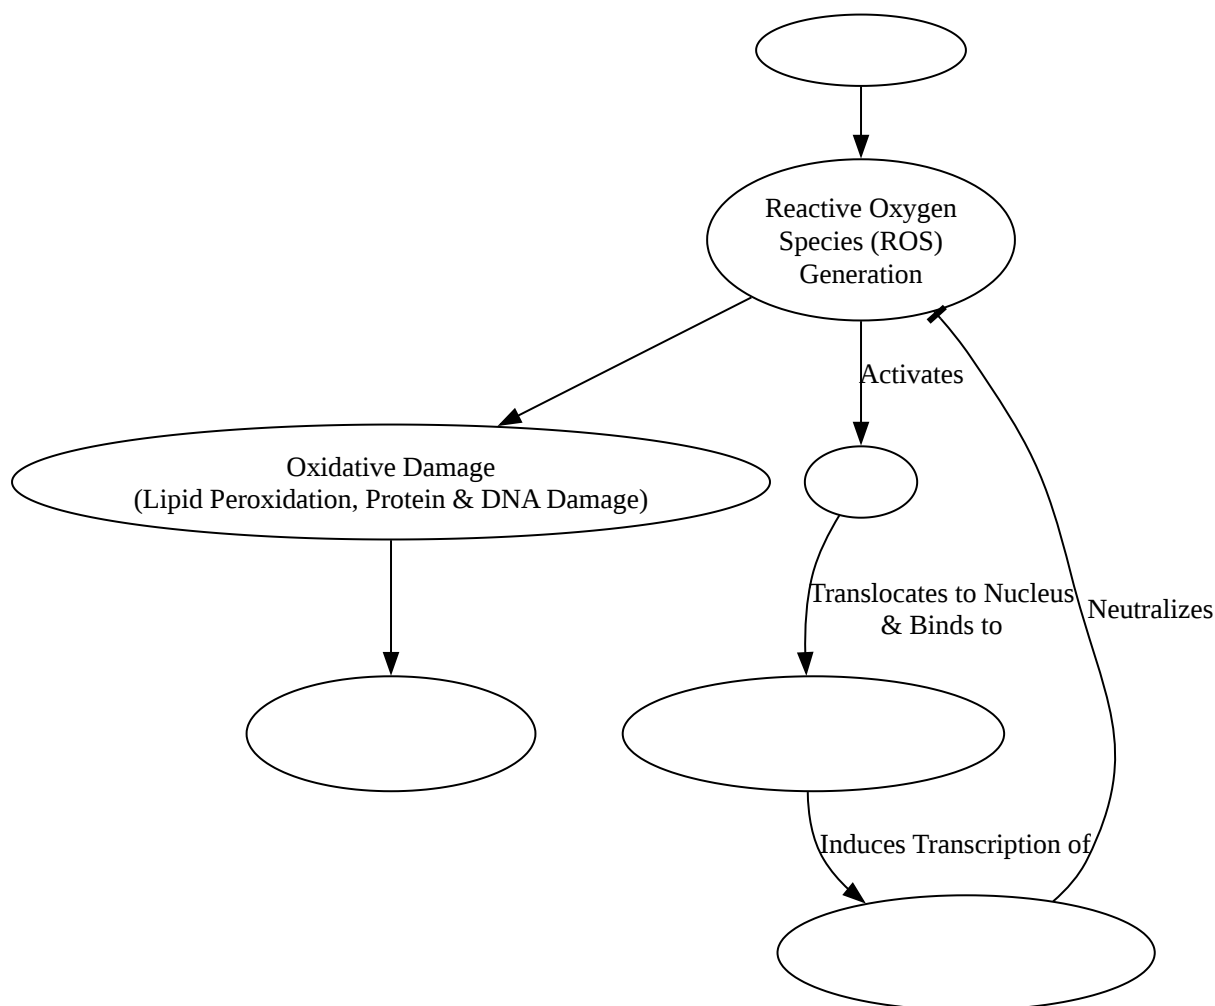 Reactive Oxygen
Species (ROS)
Generation
Activates
Oxidative Damage
(Lipid Peroxidation, Protein & DNA Damage)
Translocates to Nucleus
& Binds to
Neutralizes
Induces Transcription of